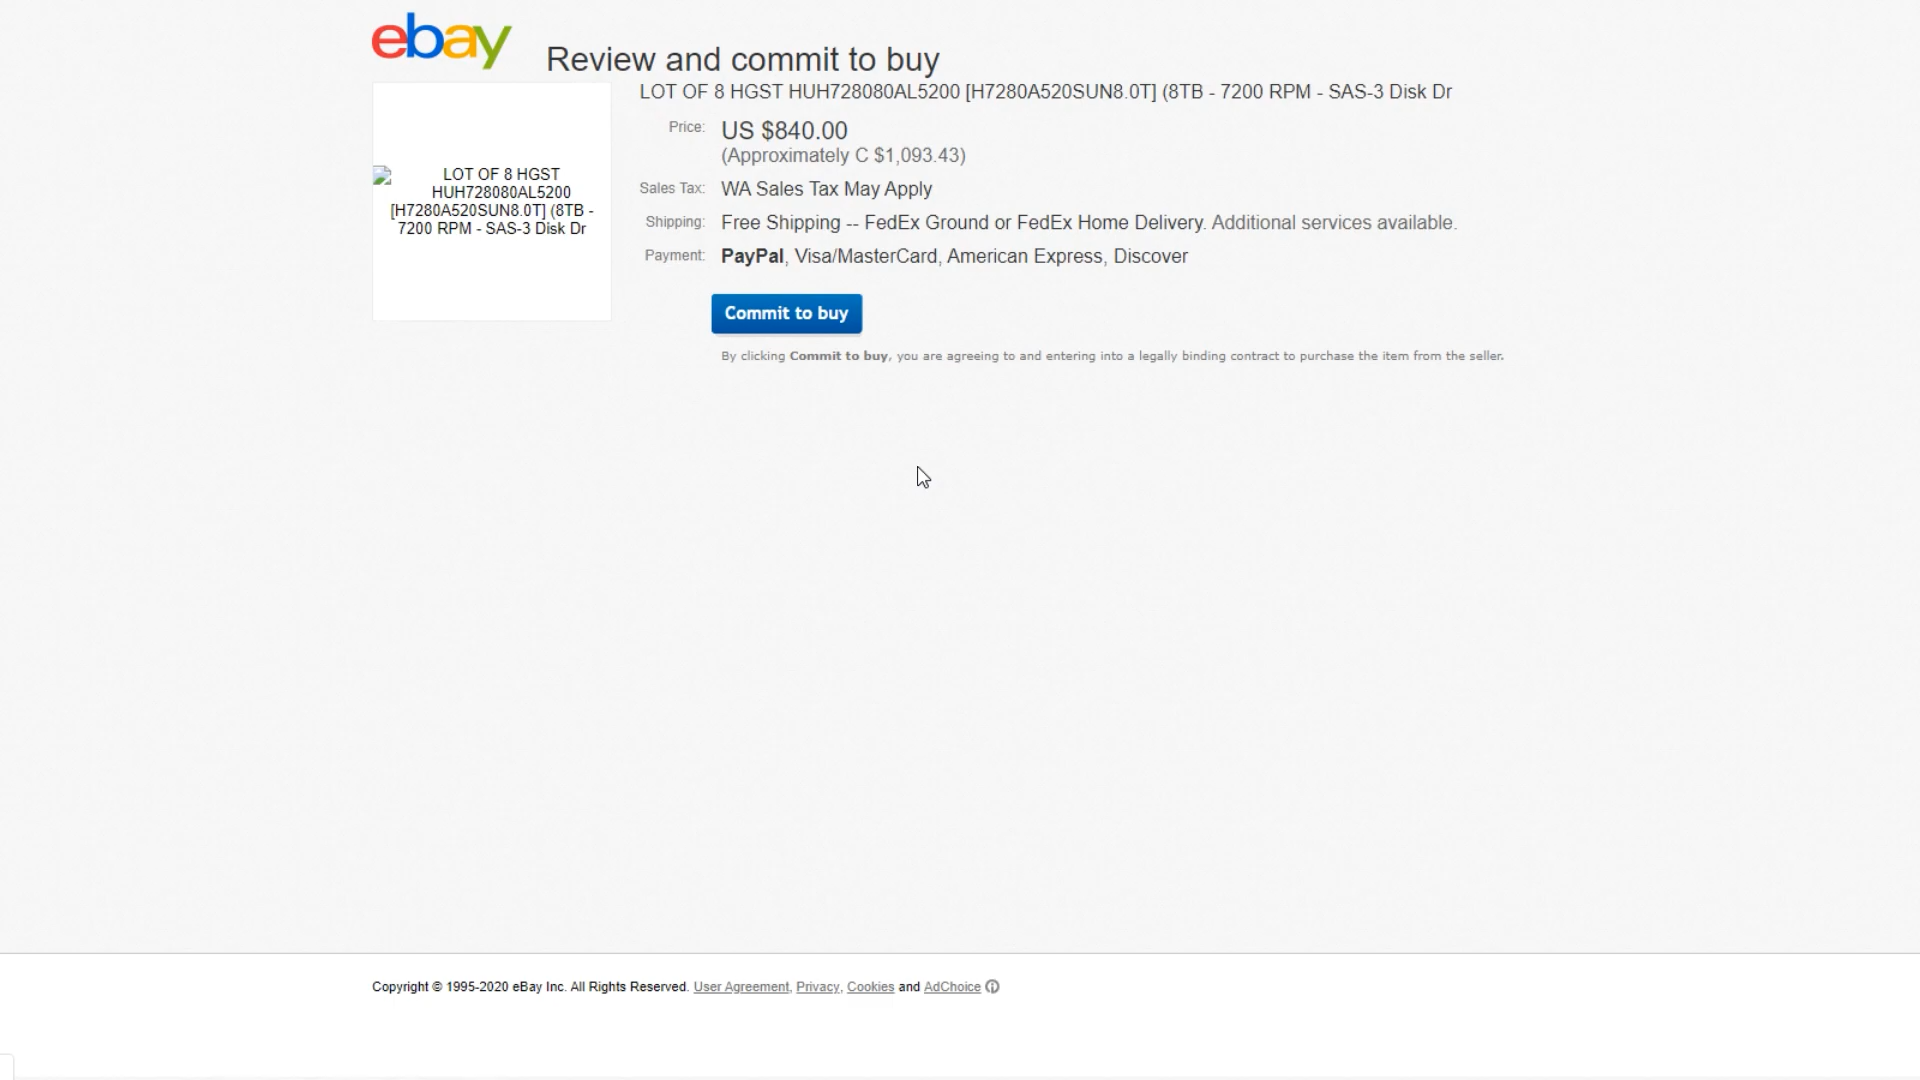 ebay
Review and commit to buy
LOT OF 8 HGST HUH728080AL5200 [H7280A520SUN8.0T] (8TB - 7200 RPM - SAS-3 Disk Dr
LOT OF 8 HGST
HUH728080AL5200
[H7280A520SUN8.0T] (8TB -
7200 RPM - SAS-3 Disk Dr
Price: US $840.00
(Approximately C $1,093.43)
Sales Tax: WA Sales Tax May Apply
Shipping: Free Shipping -- FedEx Ground or FedEx Home Delivery. Additional services available.
Payment: PayPal, Visa/MasterCard, American Express, Discover
Commit to buy
By clicking Commit to buy, you are agreeing to and entering into a legally binding contract to purchase the item from the seller.
Copyright © 1995-2020 eBay Inc. All Rights Reserved. User Agreement, Privacy, Cookies and AdChoice